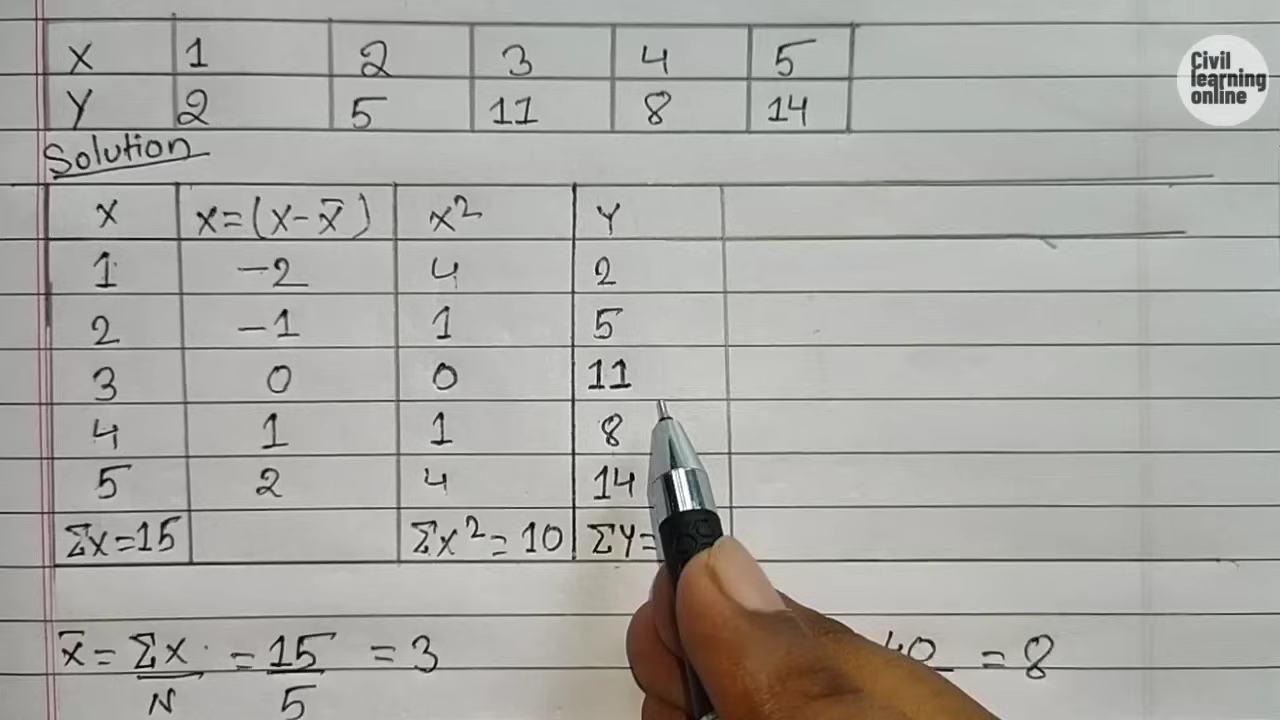 Civil
learning
online
X 1 2 3 4 5
Y 2 5 11 8 14
Solution
X x=(X-X̄) x² Y
1 -2 4 2
2 -1 1 5
3 0 0 11
4 1 1 8
5 2 4 14
Σx=15 Σx²=10 ΣY=
X̄ = Σx/N = 15/5 = 3 40 = 8